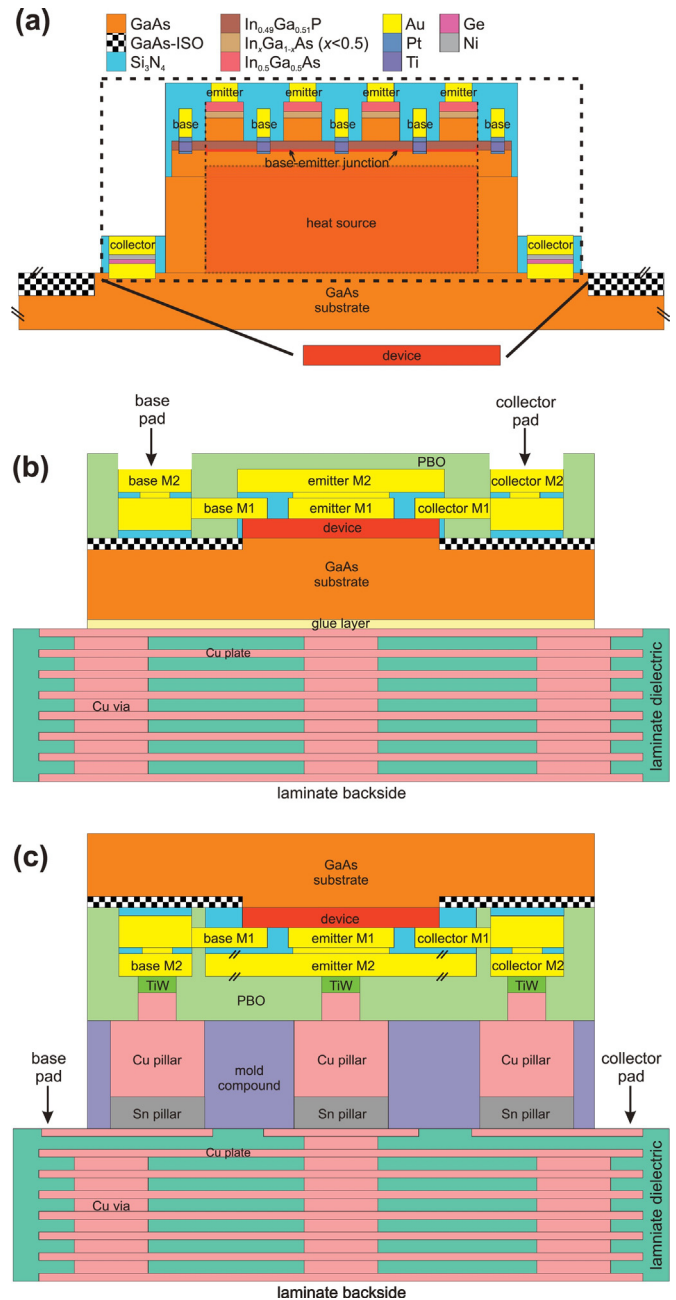 (a)
GaAs
GaAs-ISO
Si3N4
In0.49Ga0.51P
InxGa1-xAs (x<0.5)
In0.5Ga0.5As
Au
Pt
Ti
Ge
Ni
emitter emitter emitter emitter
base base base base base
base-emitter junction
heat source
collector collector
GaAs
substrate
device
(b)
base
pad
collector
pad
PBO
base M2 emitter M2 collector M2
base M1 emitter M1 collector M1
device
GaAs
substrate
glue layer
Cu plate
Cu via
laminate dielectric
laminate backside
(c)
GaAs
substrate
device
base M1 emitter M1 collector M1
base M2 emitter M2 collector M2
TiW TiW TiW
PBO
base
pad
Cu pillar
mold
compound
Cu pillar
Cu pillar
collector
pad
Sn pillar Sn pillar Sn pillar
Cu plate
Cu via
lamniate dielectric
laminate backside